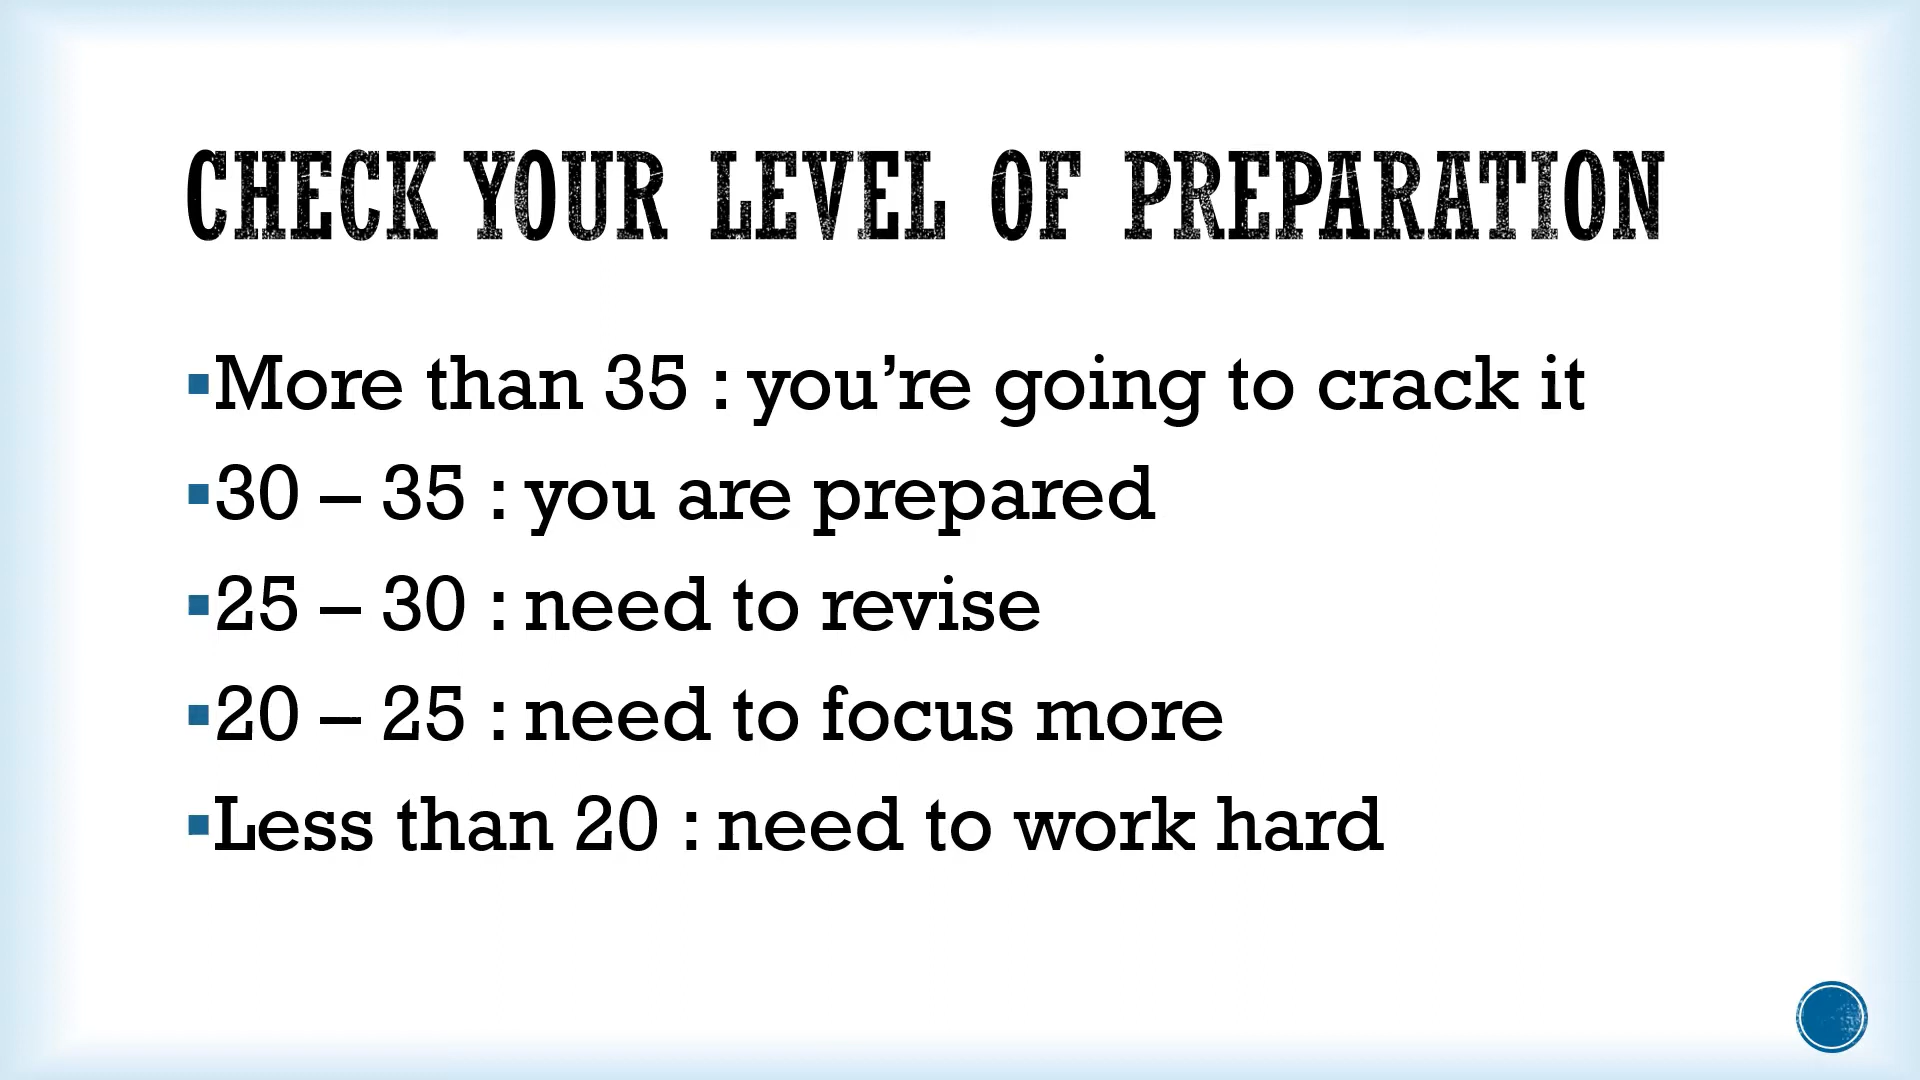 CHECK YOUR LEVEL OF PREPARATION
▪More than 35 : you’re going to crack it
▪30 – 35 : you are prepared
▪25 – 30 : need to revise
▪20 – 25 : need to focus more
▪Less than 20 : need to work hard